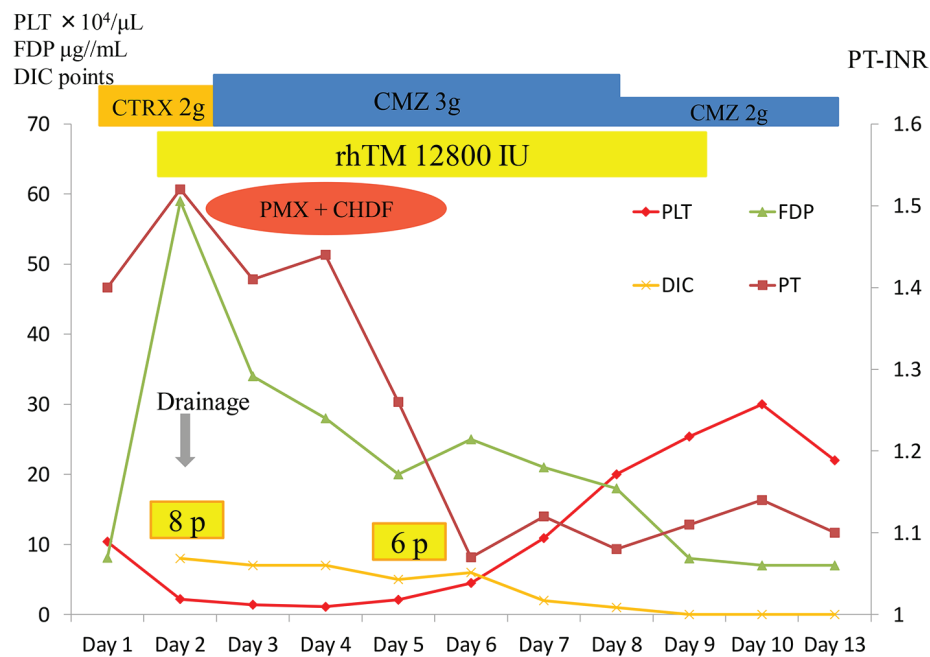 PLT ×10⁴/μL
FDP μg//mL
DIC points
PT-INR
CTRX 2g
CMZ 3g
CMZ 2g
rhTM 12800 IU
PMX + CHDF
PLT
FDP
DIC
PT
Drainage
8 p
6 p
70
60
50
40
30
20
10
0
1.6
1.5
1.4
1.3
1.2
1.1
1
Day 1 Day 2 Day 3 Day 4 Day 5 Day 6 Day 7 Day 8 Day 9 Day 10 Day 13